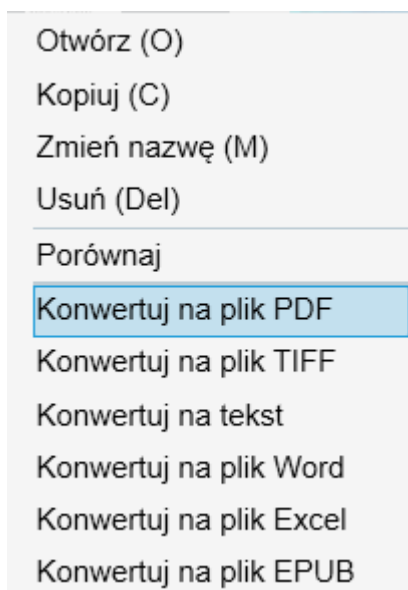 Otwórz (O)
Kopiuj (C)
Zmień nazwę (M)
Usuń (Del)
Porównaj
Konwertuj na plik PDF
Konwertuj na plik TIFF
Konwertuj na tekst
Konwertuj na plik Word
Konwertuj na plik Excel
Konwertuj na plik EPUB